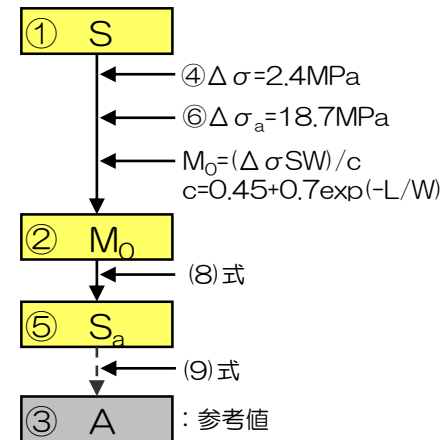 ① S
④Δσ=2.4MPa
⑥Δσa=18.7MPa
M0=(ΔσSW)/c
c=0.45+0.7exp(-L/W)
② M0
(8)式
⑤ Sa
(9)式
③ A
：参考値